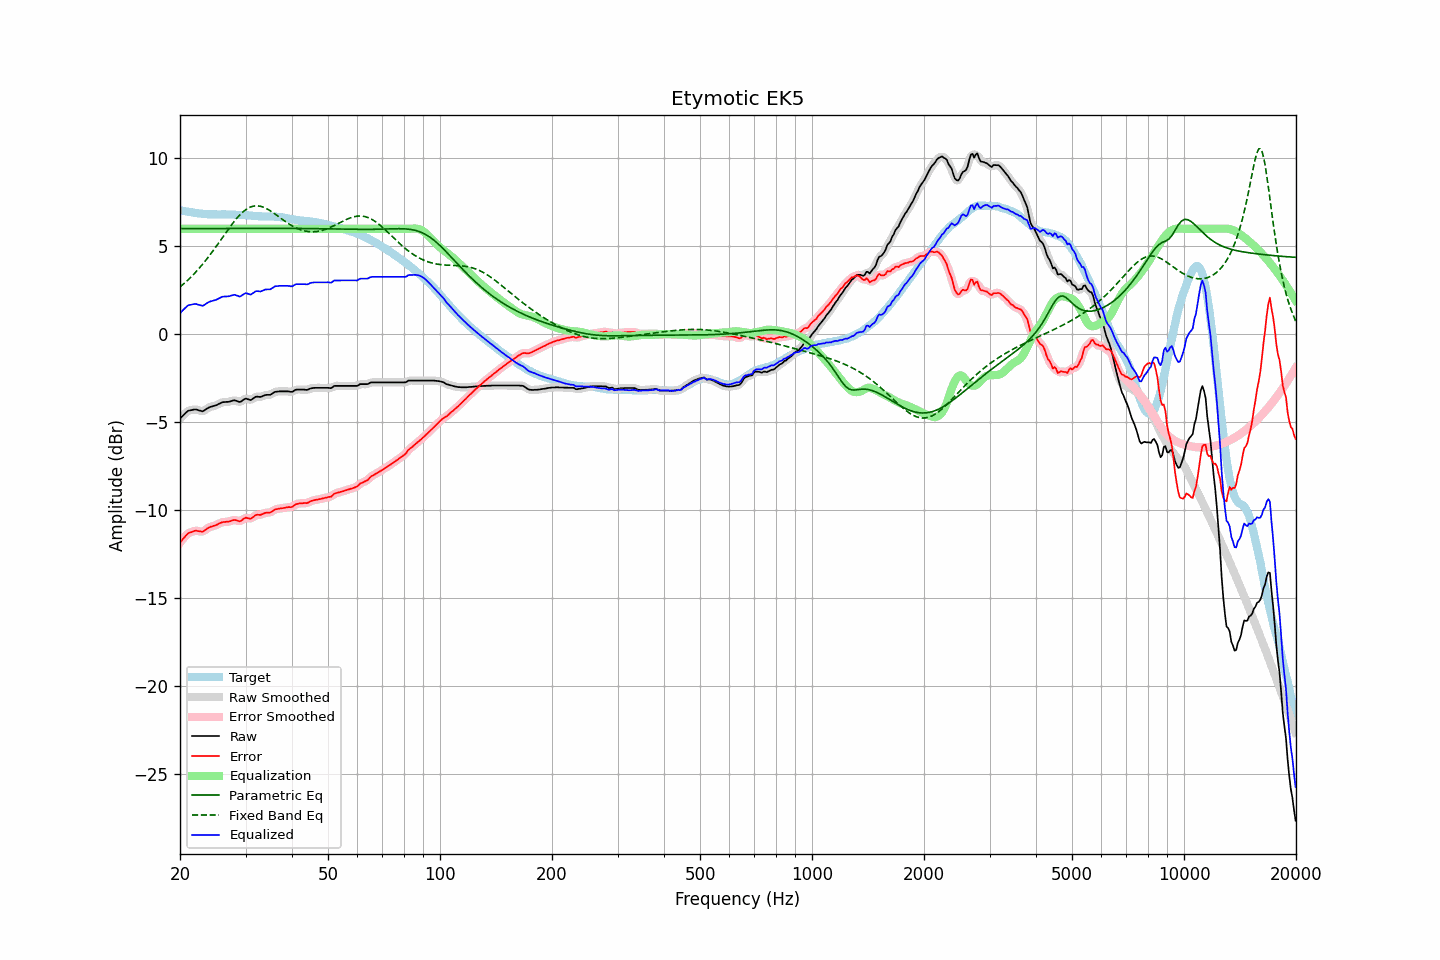 Etymotic EK5
Amplitude (dBr)
10
5
0
−5
−10
−15
−20
−25
Target
Raw Smoothed
Error Smoothed
Raw
Error
Equalization
Parametric Eq
Fixed Band Eq
Equalized
20 50 100 200 500 1000 2000 5000 10000 20000
Frequency (Hz)